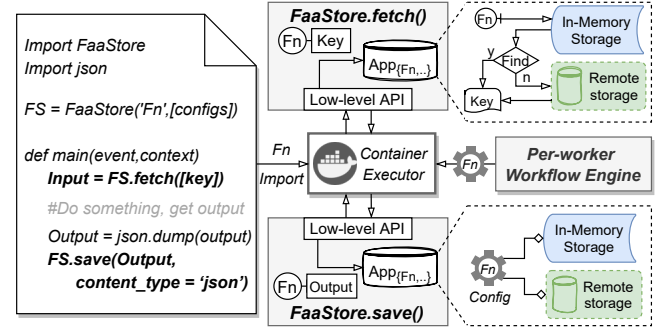 Import FaaStore
Import json
FS = FaaStore('Fn',[configs])
def main(event,context)
Input = FS.fetch([key])
#Do something, get output
Output = json.dump(output)
FS.save(Output,
content_type = ‘json’)
Fn
Import
FaaStore.fetch()
Fn
Key
App{Fn,..}
Low-level API
Container
Executor
Low-level API
App{Fn,..}
Fn
Output
FaaStore.save()
Fn
In-Memory
Storage
y
Find
n
Key
Remote
storage
Fn
Per-worker
Workflow Engine
Fn
Config
In-Memory
Storage
Remote
storage